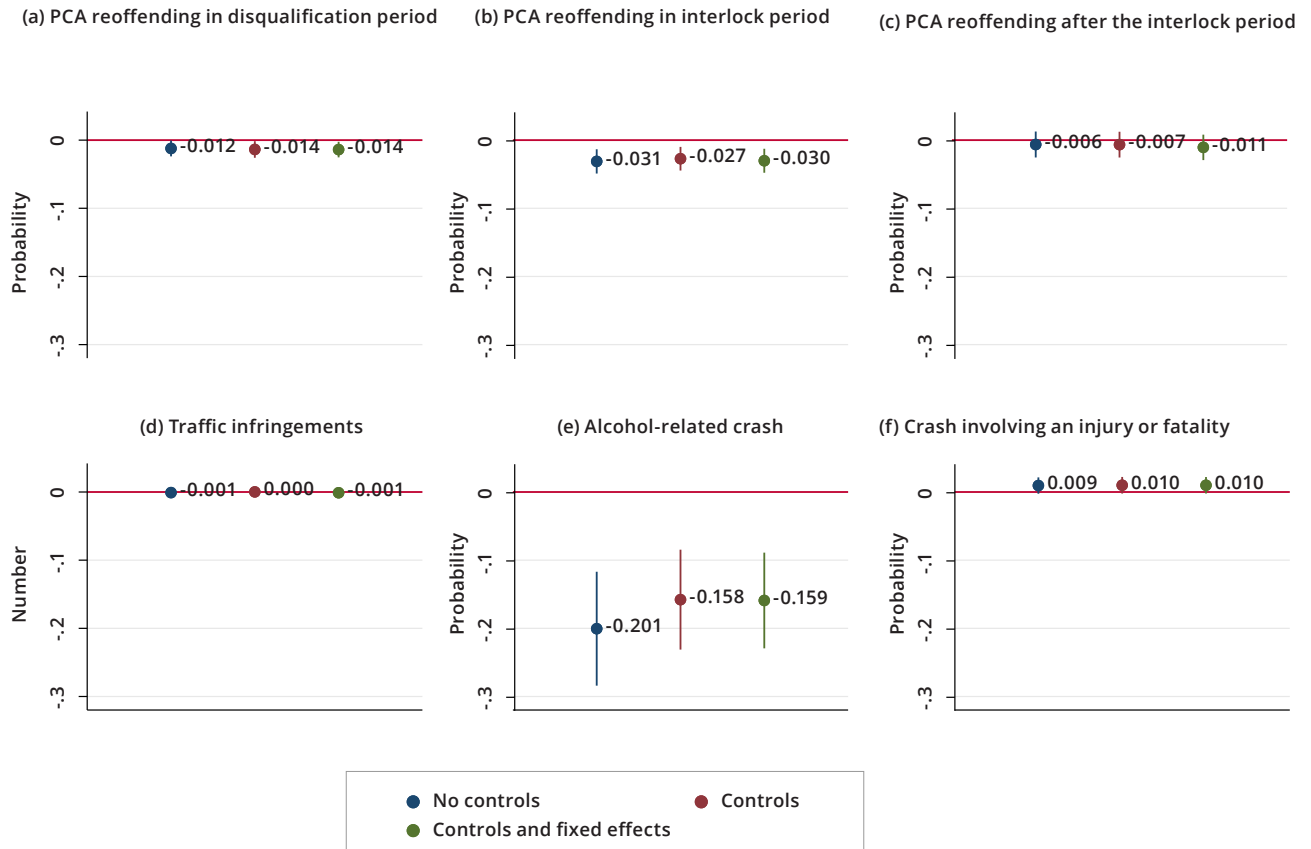 (a) PCA reoffending in disqualification period
(b) PCA reoffending in interlock period
(c) PCA reoffending after the interlock period
Probability
0
-.1
-.2
-.3
-0.012
-0.014
-0.014
Probability
0
-.1
-.2
-.3
-0.031
-0.027
-0.030
Probability
0
-.1
-.2
-.3
-0.006
-0.007
-0.011
(d) Traffic infringements
(e) Alcohol-related crash
(f) Crash involving an injury or fatality
Number
0
-.1
-.2
-.3
-0.001
0.000
-0.001
Probability
0
-.1
-.2
-.3
-0.201
-0.158
-0.159
Probability
0
-.1
-.2
-.3
0.009
0.010
0.010
No controls
Controls
Controls and fixed effects